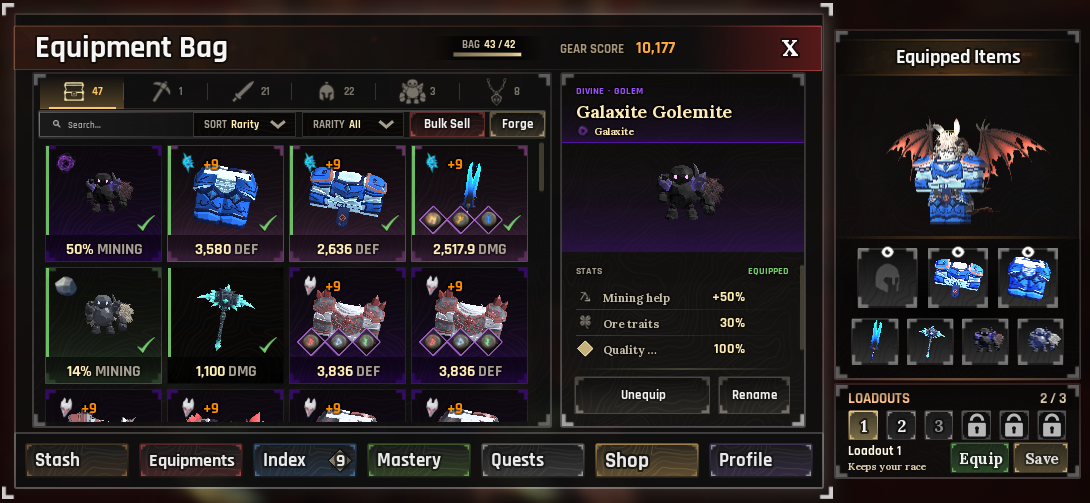 Equipment Bag
BAG 43 / 42
GEAR SCORE 10,177
X
47
1
21
22
3
8
Search...
SORT Rarity
RARITY All
Bulk Sell
Forge
50% MINING
+9
3,580 DEF
+9
2,636 DEF
+9
2,517.9 DMG
14% MINING
1,100 DMG
+9
3,836 DEF
+9
3,836 DEF
+9
+9
+9
+9
DIVINE · GOLEM
Galaxite Golemite
Galaxite
STATS
EQUIPPED
Mining help +50%
Ore traits 30%
Quality ... 100%
Unequip
Rename
Stash
Equipments
Index
9
Mastery
Quests
Shop
Profile
Equipped Items
LOADOUTS
2 / 3
1
2
3
Loadout 1
Keeps your race
Equip
Save